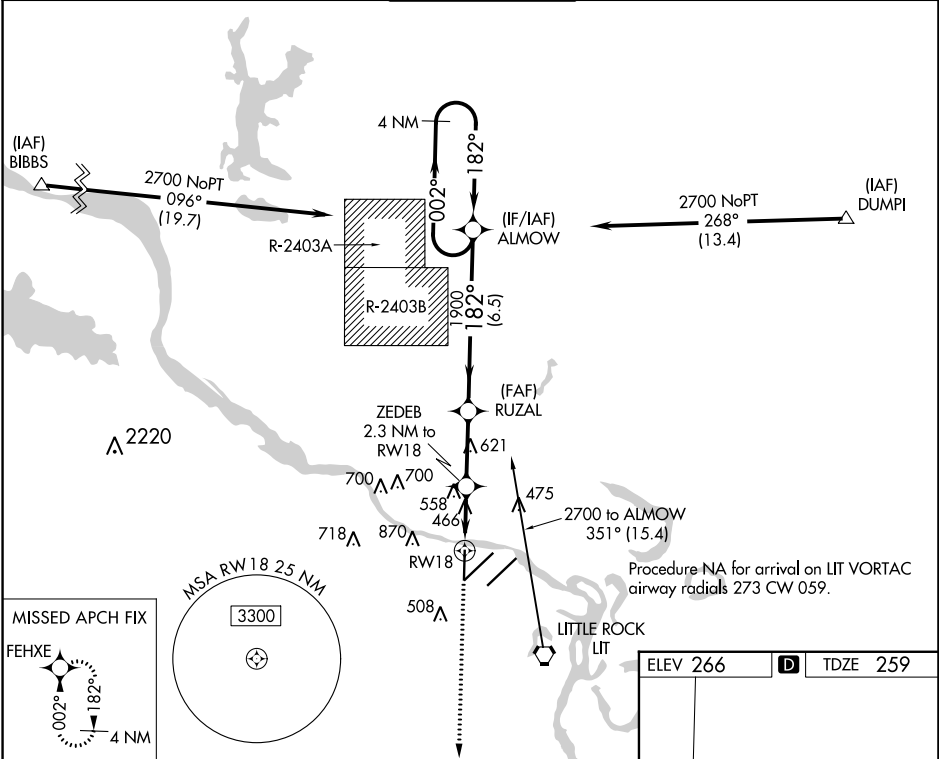 4 NM
002°
182°
(IAF)
BIBBS
2700 NoPT
096°
(19.7)
(IF/IAF)
ALMOW
2700 NoPT
268°
(13.4)
(IAF)
DUMPI
R-2403A
R-2403B
1900
182°
(6.5)
(FAF)
RUZAL
ZEDEB
2.3 NM to
RW18
621
2220
700
700
558
466
475
718
870
2700 to ALMOW
351° (15.4)
RW18
Procedure NA for arrival on LIT VORTAC
airway radials 273 CW 059.
MSA RW18 25 NM
3300
508
LITTLE ROCK
LIT
MISSED APCH FIX
FEHXE
002°
182°
4 NM
ELEV 266 D TDZE 259